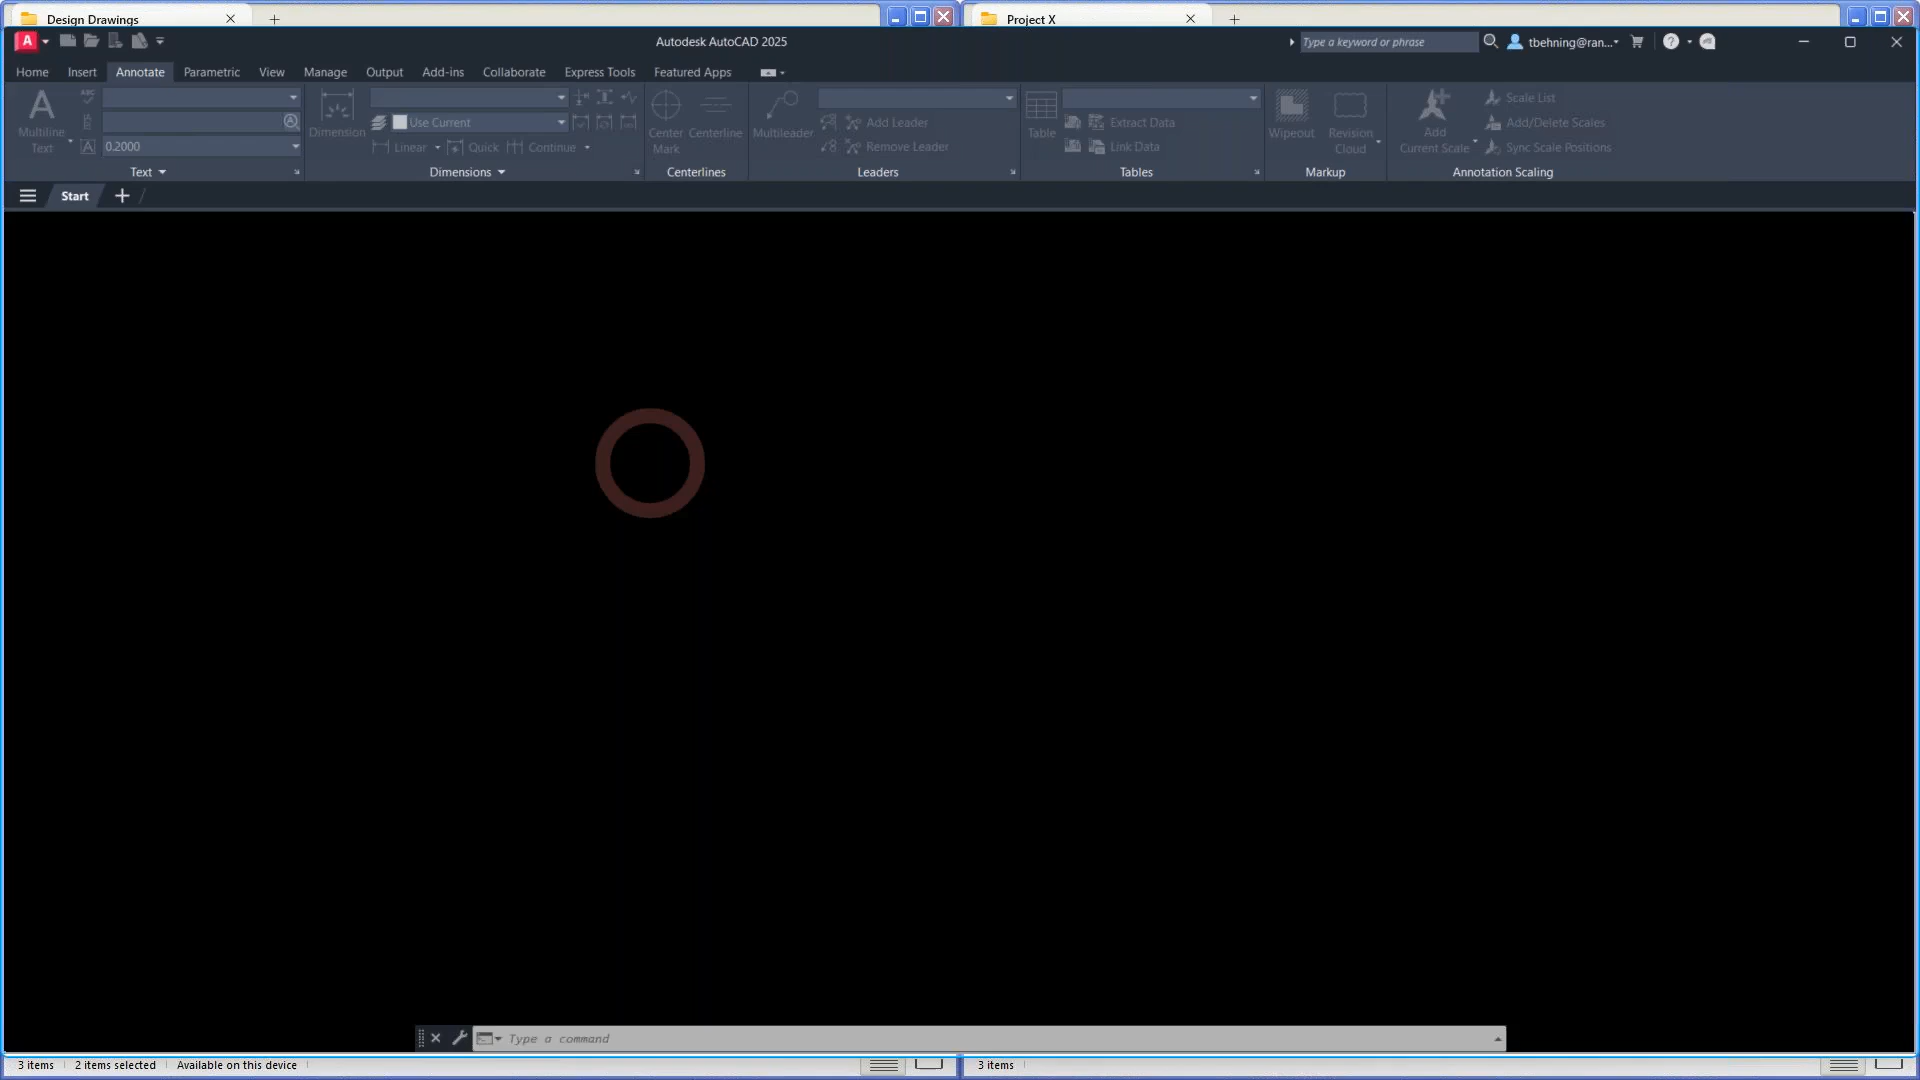 Design Drawings
Project X
A
Autodesk AutoCAD 2025
Type a keyword or phrase
tbehning@ran...
Home Insert Annotate Parametric View Manage Output Add-ins Collaborate Express Tools Featured Apps
A
Multiline
Text
ABC
A
0.2000
Text
Dimension
Use Current
Linear
Quick
Continue
Dimensions
Center
Mark
Centerline
Centerlines
Multileader
Add Leader
Remove Leader
Leaders
Table
Extract Data
Link Data
Tables
Wipeout
Revision
Cloud
Markup
Add
Current Scale
Scale List
Add/Delete Scales
Sync Scale Positions
Annotation Scaling
Start
Type a command
3 items 2 items selected Available on this device
3 items